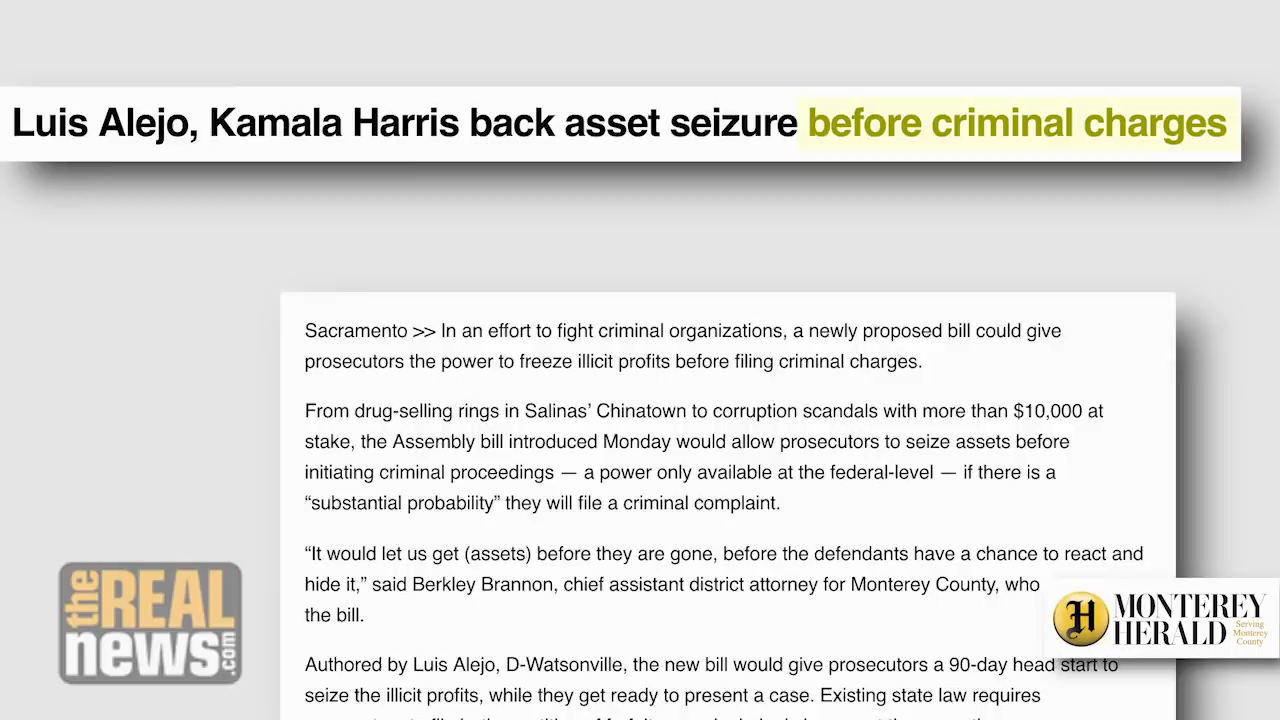 Luis Alejo, Kamala Harris back asset seizure before criminal charges
Sacramento >> In an effort to fight criminal organizations, a newly proposed bill could give
prosecutors the power to freeze illicit profits before filing criminal charges.
From drug-selling rings in Salinas’ Chinatown to corruption scandals with more than $10,000 at
stake, the Assembly bill introduced Monday would allow prosecutors to seize assets before
initiating criminal proceedings — a power only available at the federal-level — if there is a
“substantial probability” they will file a criminal complaint.
“It would let us get (assets) before they are gone, before the defendants have a chance to react and
hide it,” said Berkley Brannon, chief assistant district attorney for Monterey County, who
the bill.
Authored by Luis Alejo, D-Watsonville, the new bill would give prosecutors a 90-day head start to
seize the illicit profits, while they get ready to present a case. Existing state law requires
the REAL
news.com
H MONTEREY
HERALD
Serving
Monterey
County